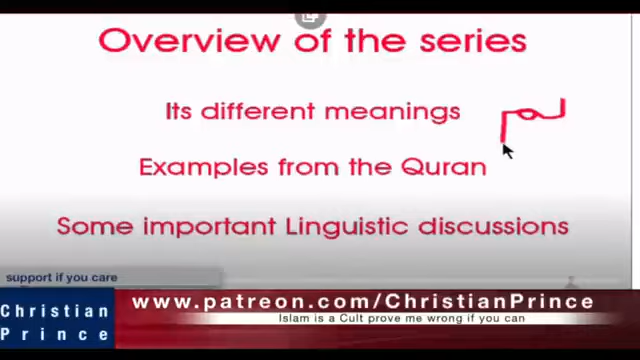 Overview of the series
Its different meanings
لم
Examples from the Quran
Some important Linguistic discussions
support if you care
Christian
Prince
www.patreon.com/ChristianPrince
Islam is a Cult prove me wrong if you can